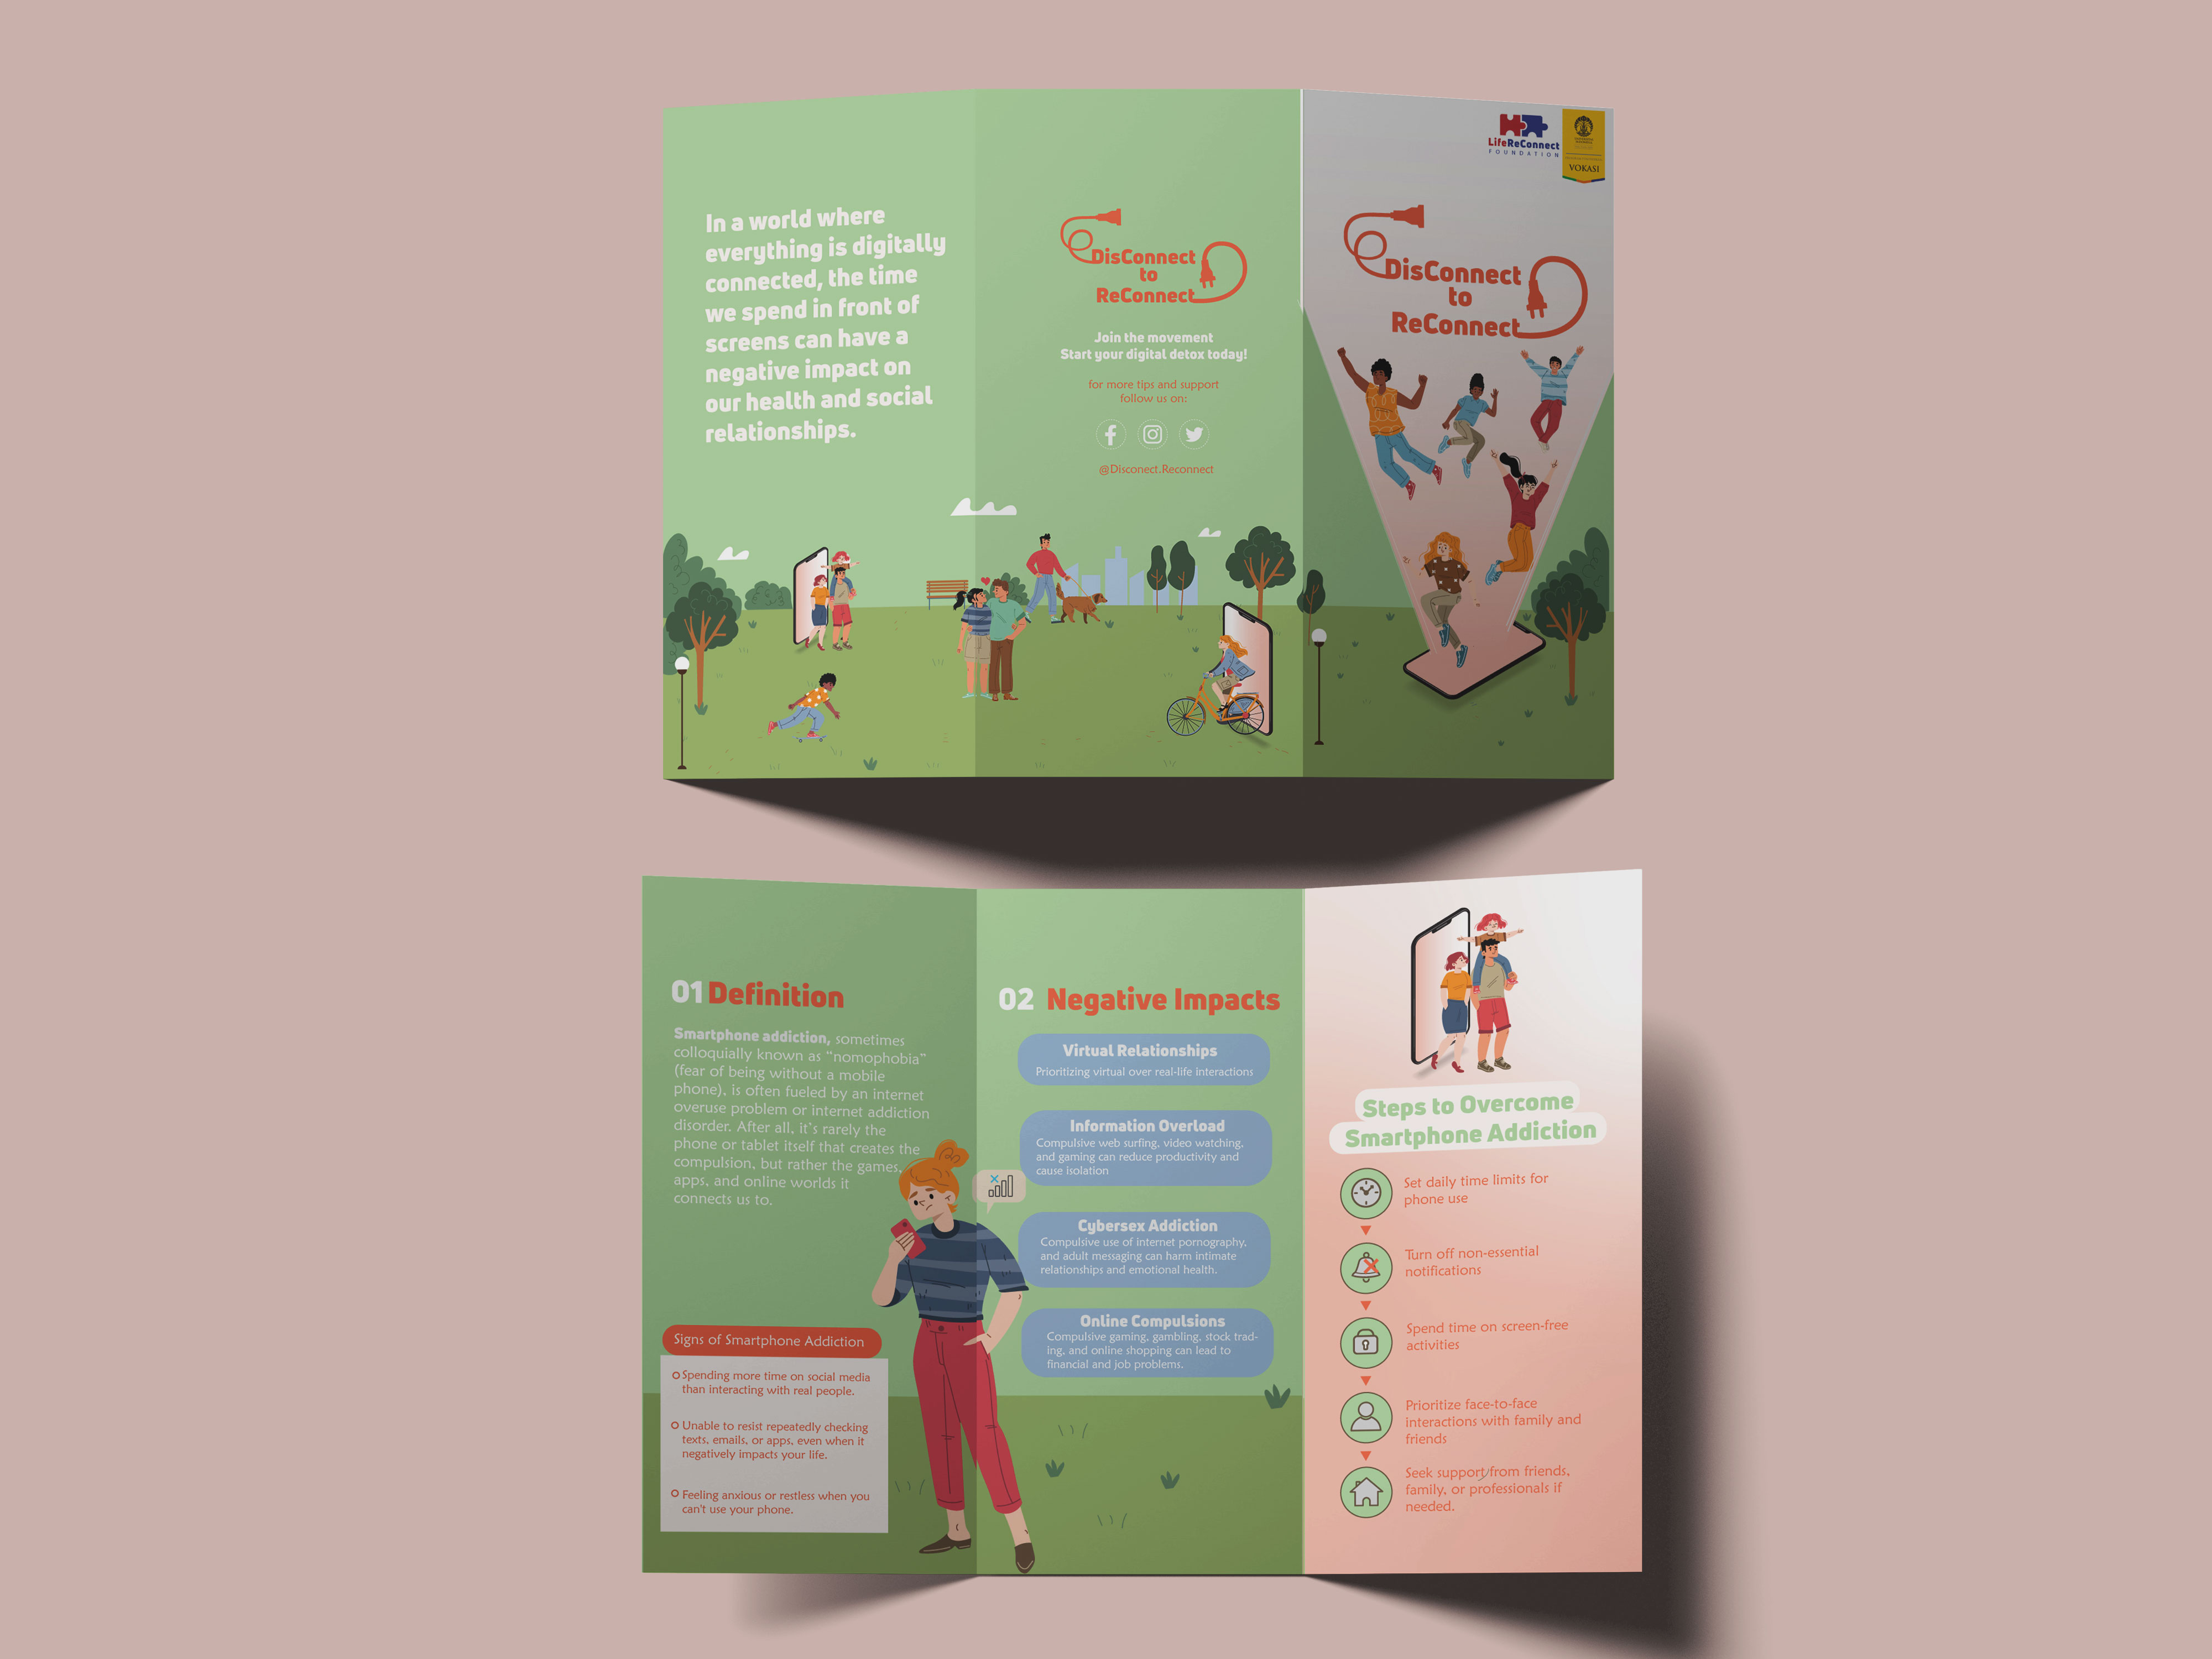 In a world where
everything is digitally
connected, the time
we spend in front of
screens can have a
negative impact on
our health and social
relationships.
DisConnect
to
ReConnect
Join the movement
Start your digital detox today!
for more tips and support
follow us on:
@Disconect.Reconnect
LifeReConnect
FOUNDATION
VOKASI
DisConnect
to
ReConnect
01 Definition
Smartphone addiction, sometimes
colloquially known as “nomophobia”
(fear of being without a mobile
phone), is often fueled by an internet
overuse problem or internet addiction
disorder. After all, it’s rarely the
phone or tablet itself that creates the
compulsion, but rather the games,
apps, and online worlds it
connects us to.
Signs of Smartphone Addiction
Spending more time on social media
than interacting with real people.
Unable to resist repeatedly checking
texts, emails, or apps, even when it
negatively impacts your life.
Feeling anxious or restless when you
can't use your phone.
02 Negative Impacts
Virtual Relationships
Prioritizing virtual over real-life interactions
Information Overload
Compulsive web surfing, video watching,
and gaming can reduce productivity and
cause isolation
Cybersex Addiction
Compulsive use of internet pornography,
and adult messaging can harm intimate
relationships and emotional health.
Online Compulsions
Compulsive gaming, gambling, stock trad-
ing, and online shopping can lead to
financial and job problems.
Steps to Overcome
Smartphone Addiction
Set daily time limits for
phone use
Turn off non-essential
notifications
Spend time on screen-free
activities
Prioritize face-to-face
interactions with family and
friends
Seek support from friends,
family, or professionals if
needed.